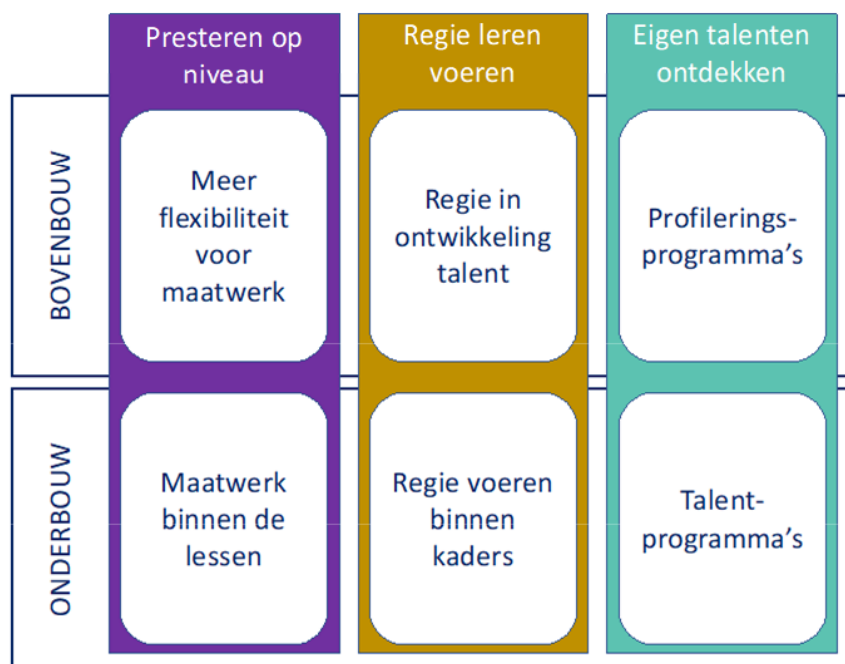 Presteren op
niveau
Regie leren
voeren
Eigen talenten
ontdekken
BOVENBOUW
Meer
flexibiliteit
voor
maatwerk
Regie in
ontwikkeling
talent
Profilerings-
programma's
ONDERBOUW
Maatwerk
binnen de
lessen
Regie voeren
binnen
kaders
Talent-
programma's